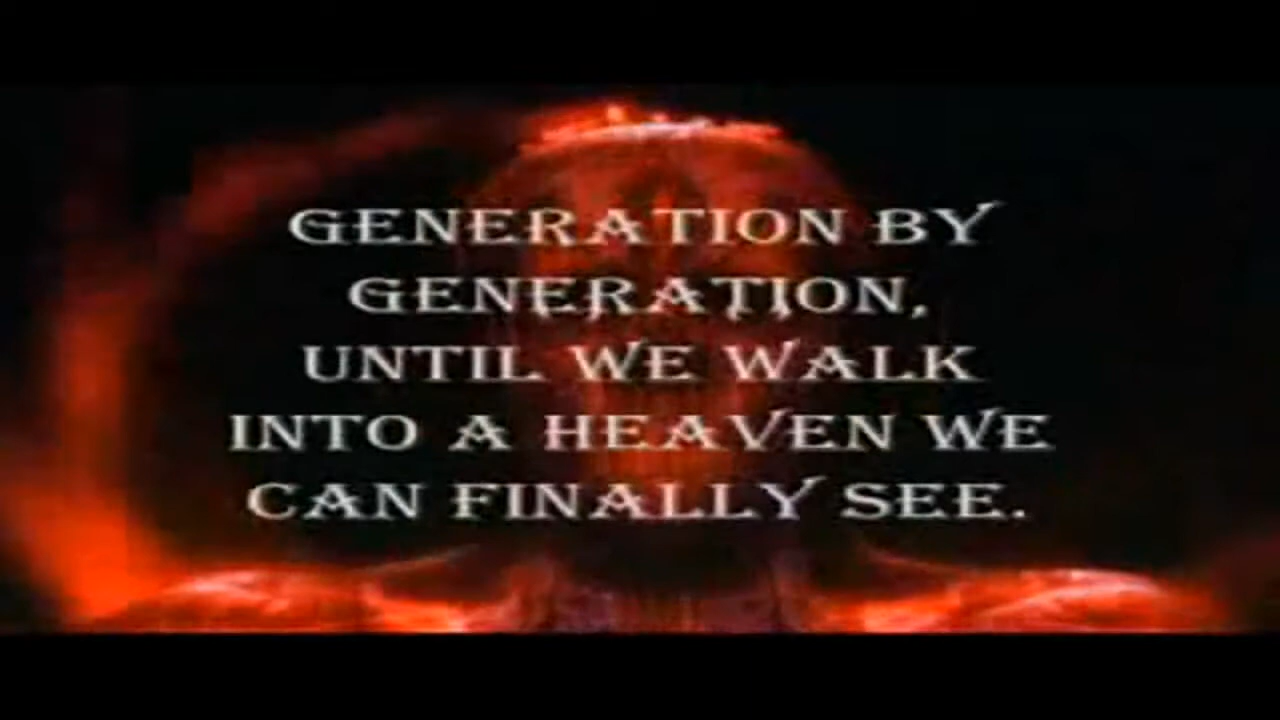 GENERATION BY
GENERATION,
UNTIL WE WALK
INTO A HEAVEN WE
CAN FINALLY SEE.